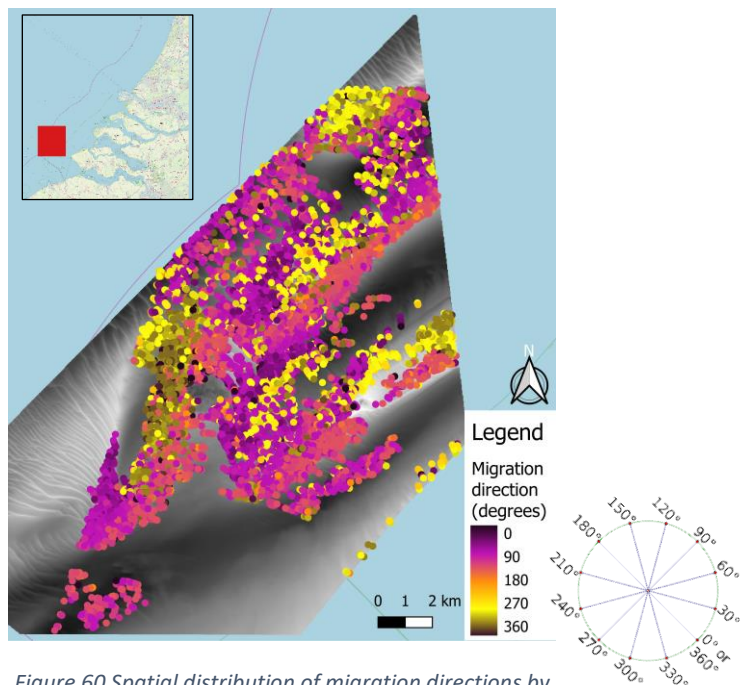 N
Legend
Migration
direction
(degrees)
0
90
180
270
360
0 1 2 km
150°
120°
180°
90°
210°
60°
240°
30°
270°
0° or
360°
300°
330°
Figure 60 Spatial distribution of migration directions by